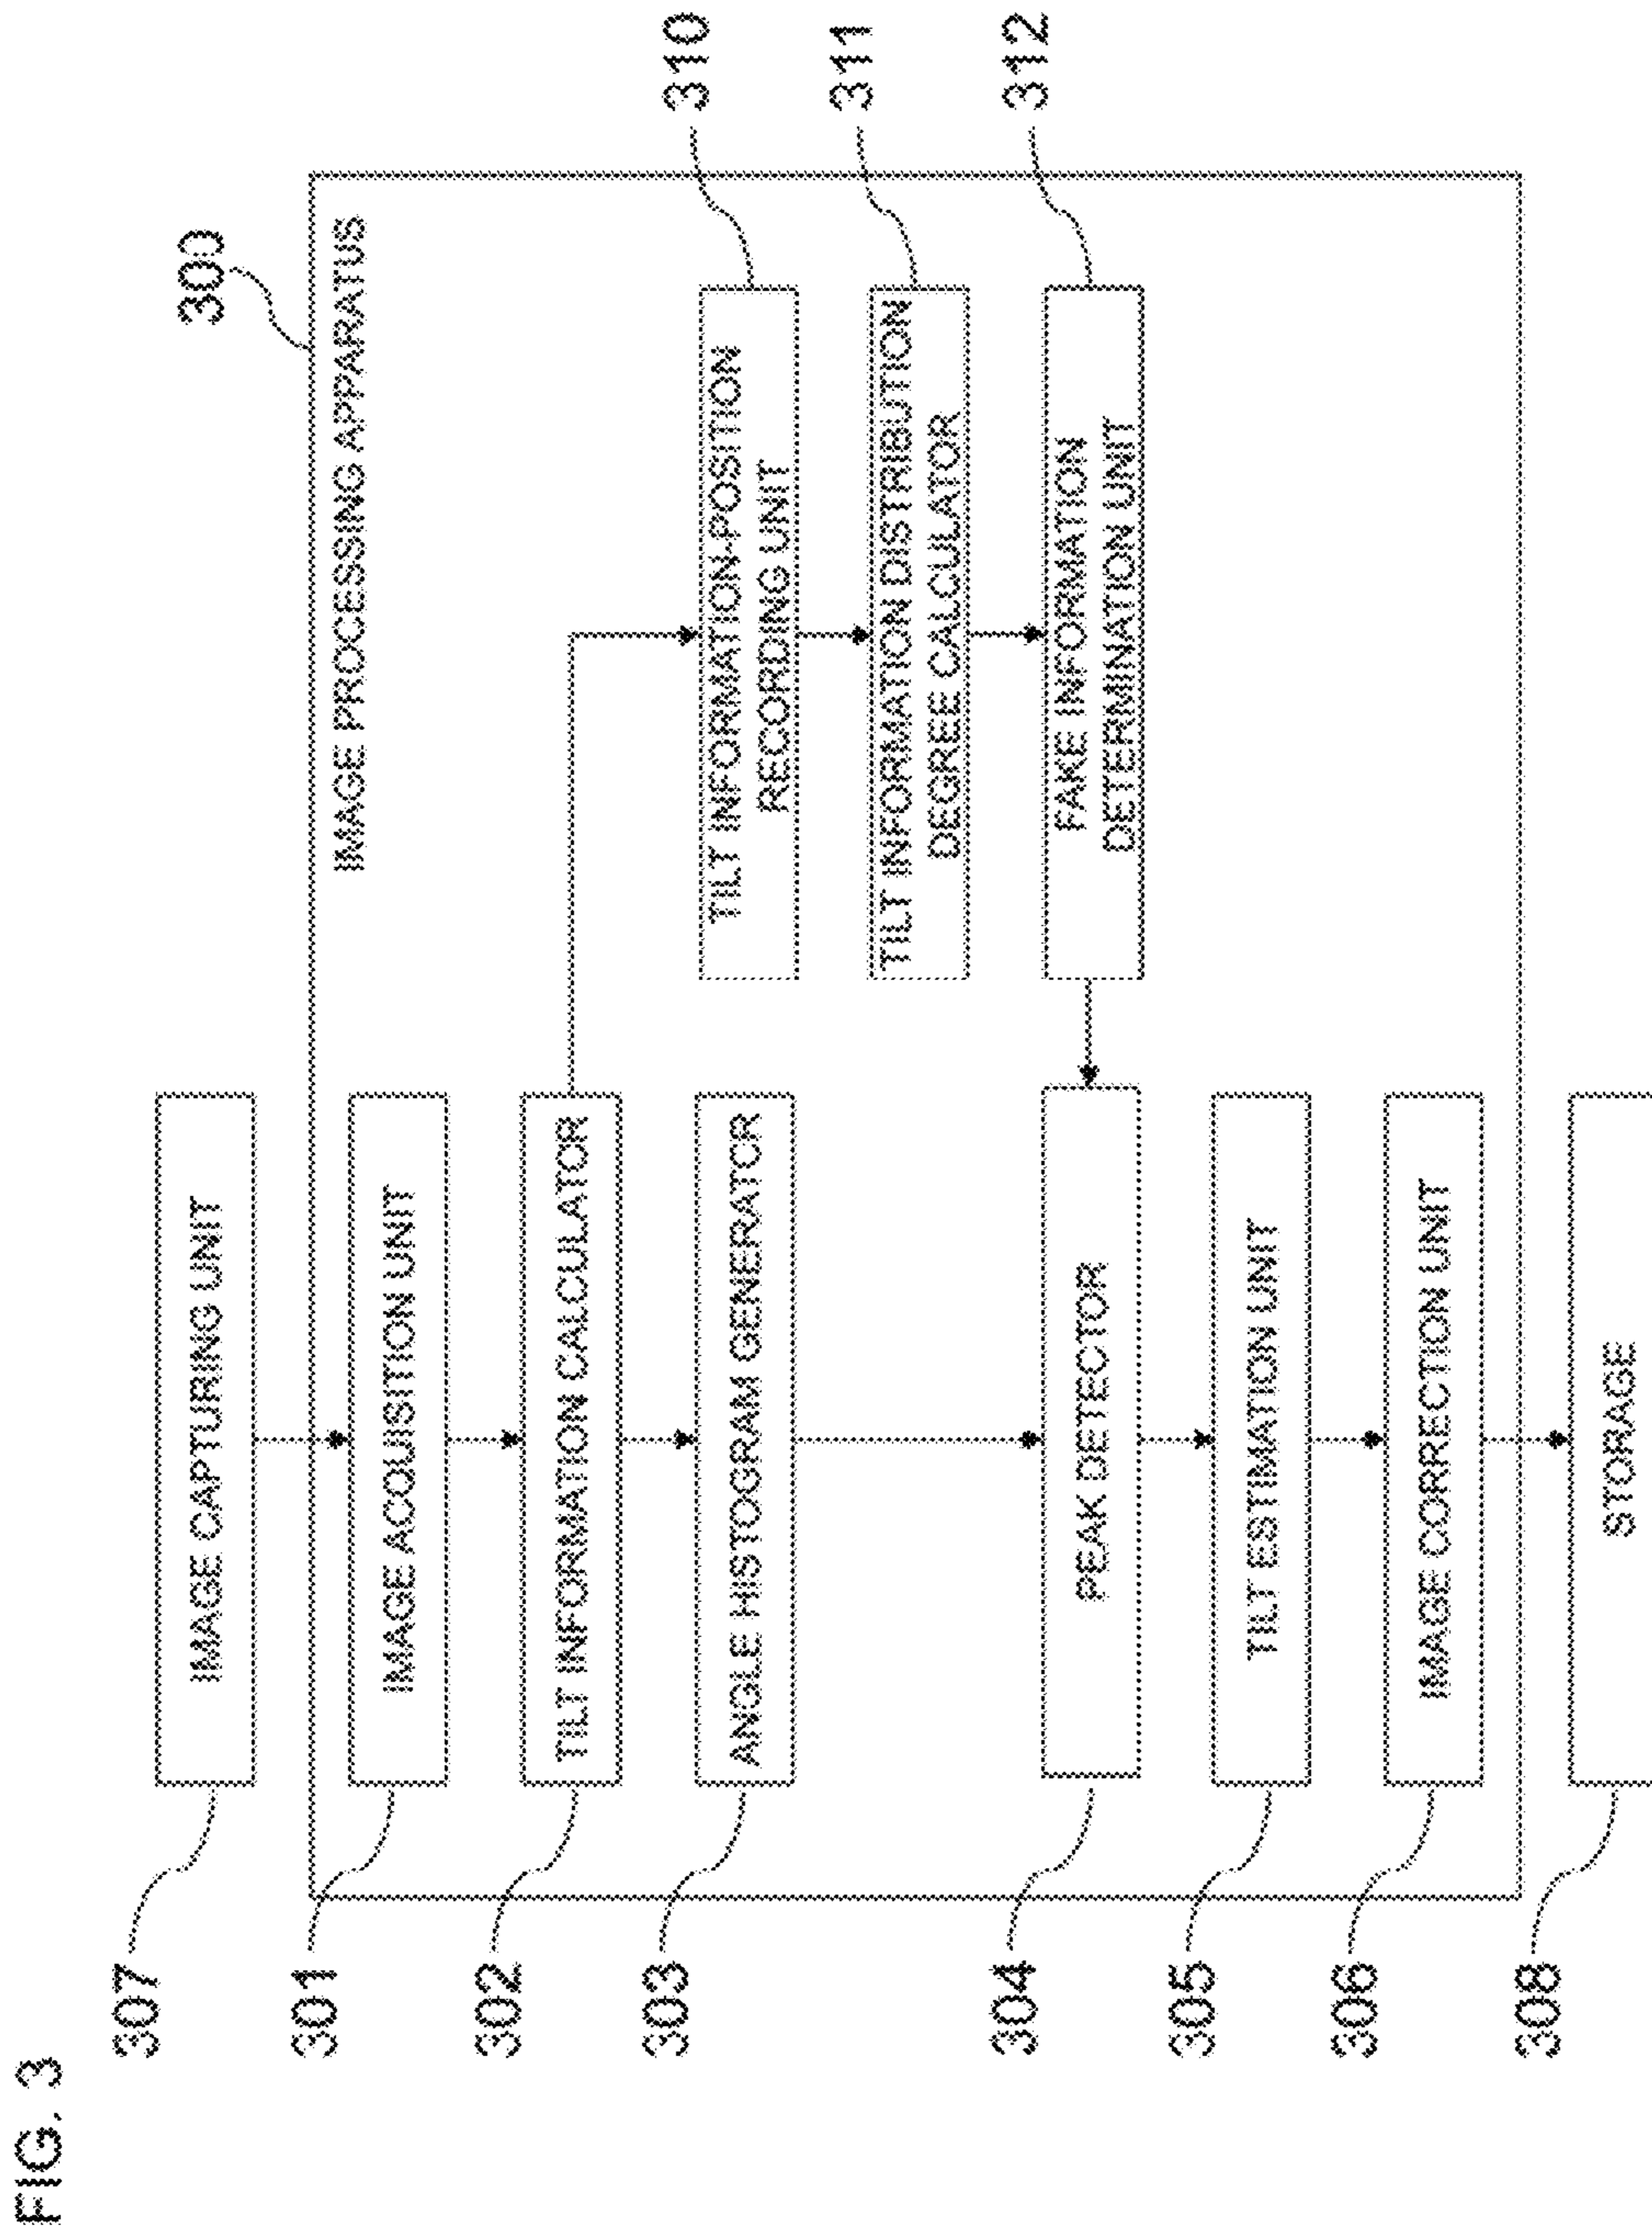 FIG. 3
300
IMAGE PROCESSING APPARATUS
307
IMAGE CAPTURING UNIT
301
IMAGE ACQUISITION UNIT
302
TILT INFORMATION CALCULATOR
303
ANGLE HISTOGRAM GENERATOR
310
TILT INFORMATION-POSITION
RECORDING UNIT
311
TILT INFORMATION DISTRIBUTION
DEGREE CALCULATOR
312
FAKE INFORMATION
DETERMINATION UNIT
304
PEAK DETECTOR
305
TILT ESTIMATION UNIT
306
IMAGE CORRECTION UNIT
308
STORAGE